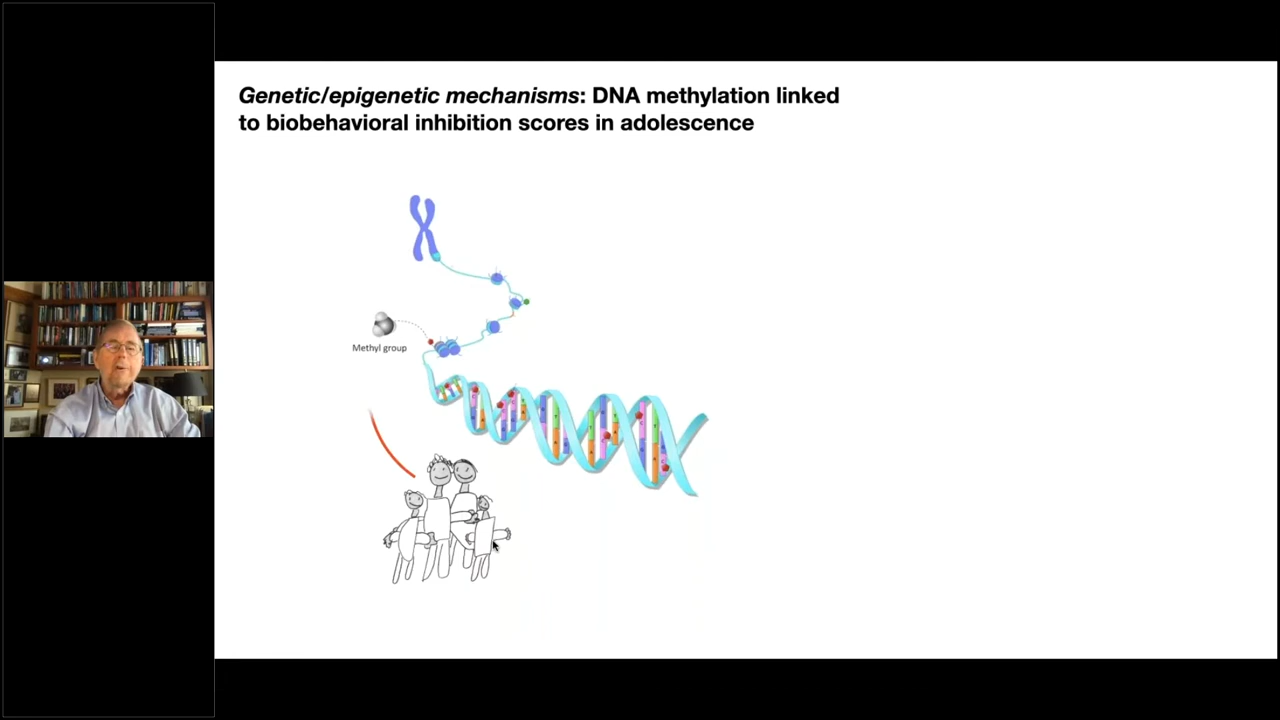 Genetic/epigenetic mechanisms: DNA methylation linked
to biobehavioral inhibition scores in adolescence
Methyl group